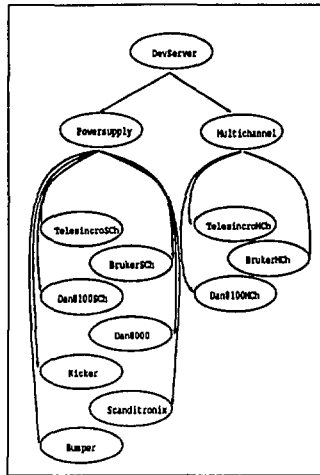 DevServer
Powersupply
Multichannel
TelesincroSCh
TelesincroMCh
BrukerSCh
BrukerMCh
Dan8100SCh
Dan8100MCh
Dan8000
Kicker
Scanditronix
Bumper